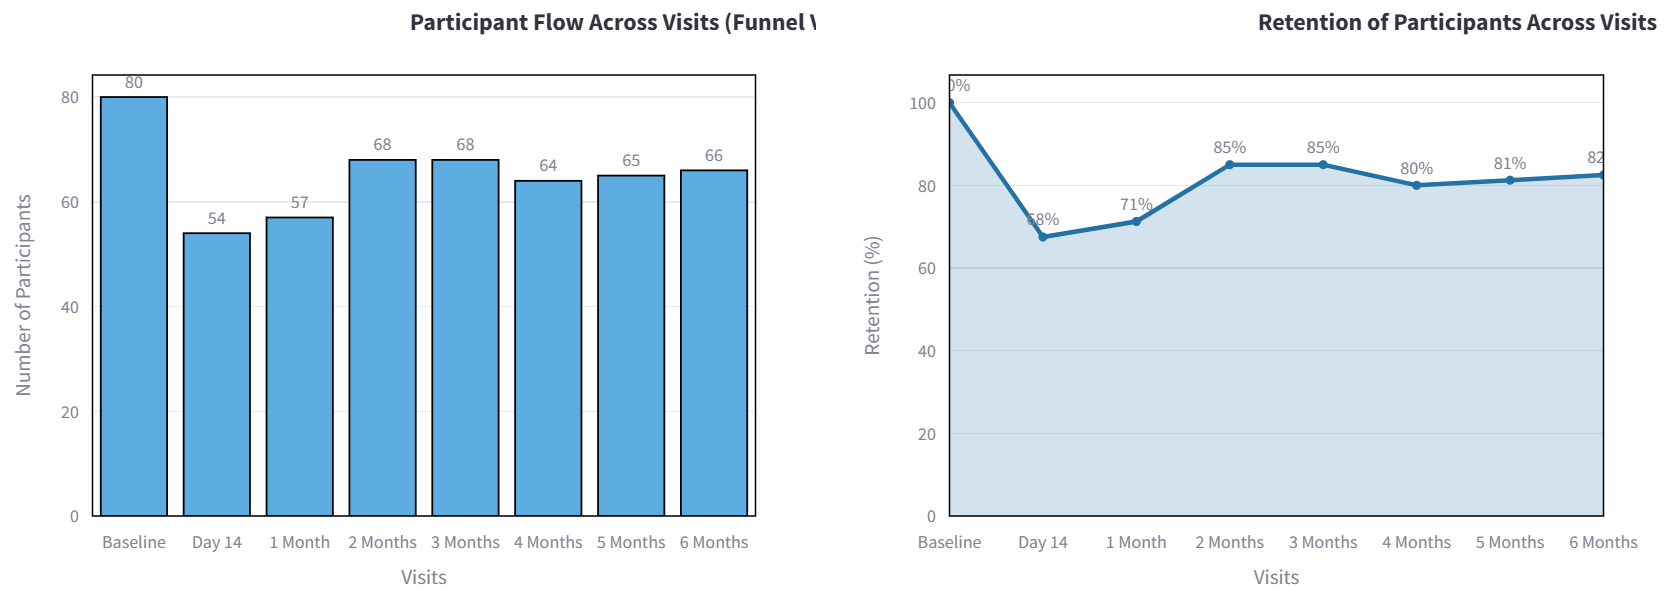 Participant Flow Across Visits (Funnel
80
80
60
40
20
0
54
57
68
68
64
65
66
Number of Participants
Baseline
Day 14
1 Month
2 Months
3 Months
4 Months
5 Months
6 Months
Visits
Retention of Participants Across Visits
0%
100
80
60
40
20
0
68%
71%
85%
85%
80%
81%
82
Retention (%)
Baseline
Day 14
1 Month
2 Months
3 Months
4 Months
5 Months
6 Months
Visits